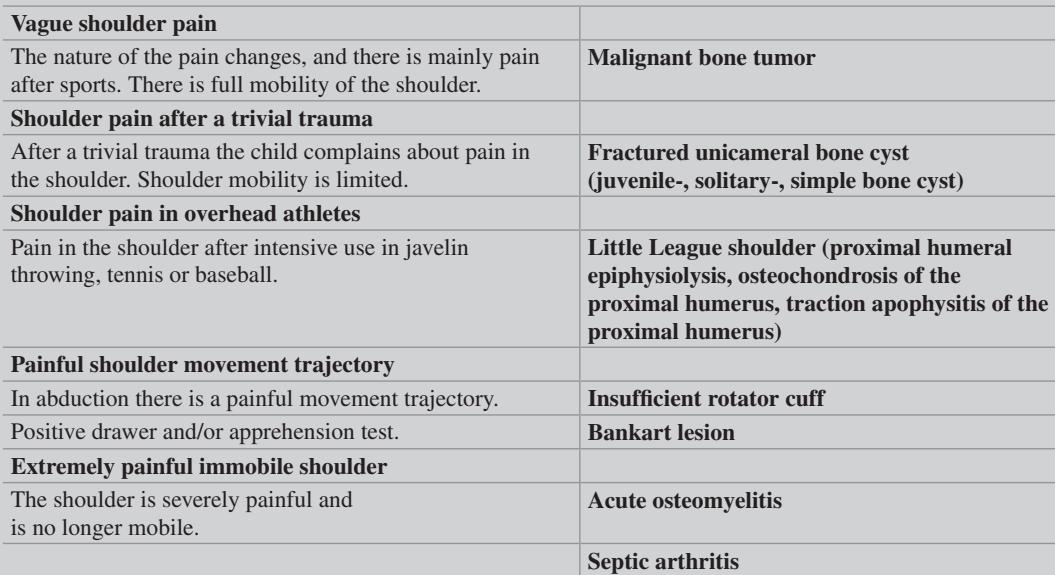 Vague shoulder pain
The nature of the pain changes, and there is mainly pain
after sports. There is full mobility of the shoulder.
Malignant bone tumor
Shoulder pain after a trivial trauma
After a trivial trauma the child complains about pain in
the shoulder. Shoulder mobility is limited.
Fractured unicameral bone cyst
(juvenile-, solitary-, simple bone cyst)
Shoulder pain in overhead athletes
Pain in the shoulder after intensive use in javelin
throwing, tennis or baseball.
Little League shoulder (proximal humeral
epiphysiolysis, osteochondrosis of the
proximal humerus, traction apophysitis of the
proximal humerus)
Painful shoulder movement trajectory
In abduction there is a painful movement trajectory.
Insufficient rotator cuff
Positive drawer and/or apprehension test.
Bankart lesion
Extremely painful immobile shoulder
The shoulder is severely painful and
is no longer mobile.
Acute osteomyelitis
Septic arthritis